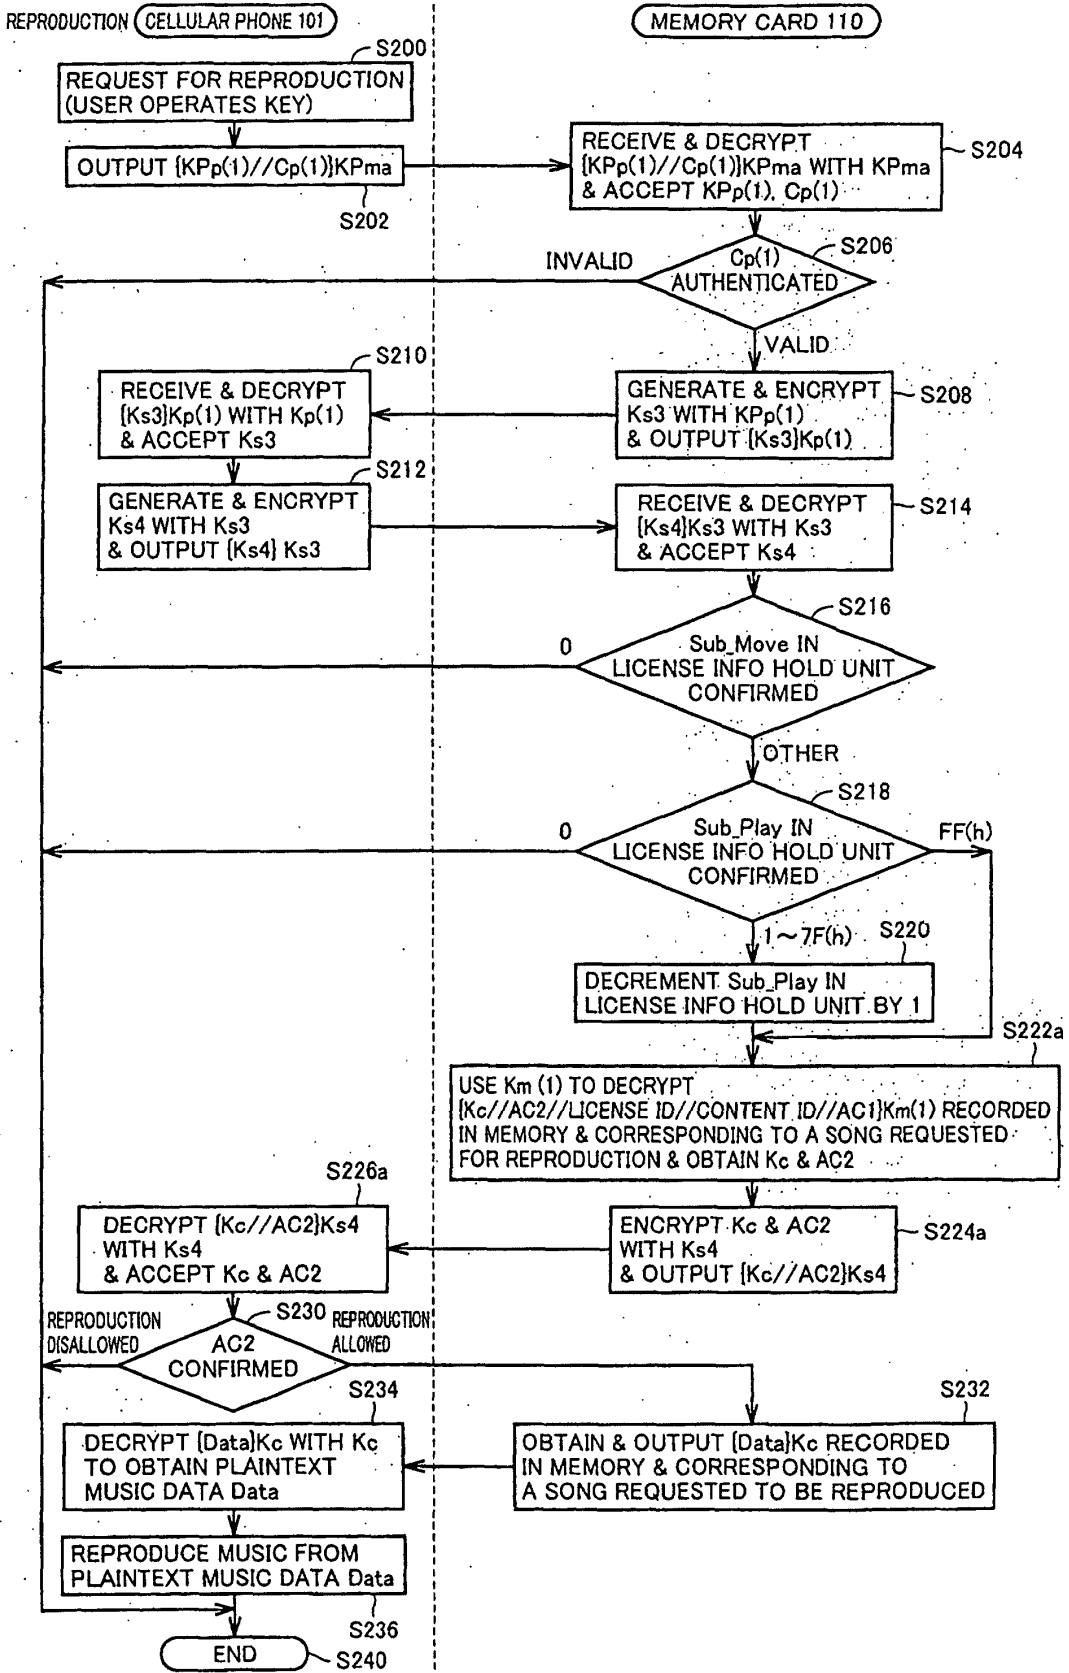 REPRODUCTION
CELLULAR PHONE 101
MEMORY CARD 110
S200
REQUEST FOR REPRODUCTION
(USER OPERATES KEY)
OUTPUT {KPp(1)//Cp(1)}KPma
S202
RECEIVE & DECRYPT
{KPp(1)//Cp(1)}KPma WITH KPma
& ACCEPT KPp(1), Cp(1)
S204
S206
Cp(1)
AUTHENTICATED
INVALID
VALID
S210
RECEIVE & DECRYPT
{Ks3}Kp(1) WITH Kp(1)
& ACCEPT Ks3
GENERATE & ENCRYPT
Ks3 WITH KPp(1)
& OUTPUT {Ks3}Kp(1)
S208
S212
GENERATE & ENCRYPT
Ks4 WITH Ks3
& OUTPUT {Ks4} Ks3
RECEIVE & DECRYPT
{Ks4}Ks3 WITH Ks3
& ACCEPT Ks4
S214
S216
0
Sub_Move IN
LICENSE INFO HOLD UNIT
CONFIRMED
OTHER
S218
0
Sub_Play IN
LICENSE INFO HOLD UNIT
CONFIRMED
FF(h)
1~7F(h)
S220
DECREMENT Sub_Play IN
LICENSE INFO HOLD UNIT BY 1
S222a
USE Km (1) TO DECRYPT
{Kc//AC2//LICENSE ID//CONTENT ID//AC1}Km(1) RECORDED
IN MEMORY & CORRESPONDING TO A SONG REQUESTED
FOR REPRODUCTION & OBTAIN Kc & AC2
S226a
DECRYPT {Kc//AC2}Ks4
WITH Ks4
& ACCEPT Kc & AC2
ENCRYPT Kc & AC2
WITH Ks4
& OUTPUT {Kc//AC2}Ks4
S224a
S230
REPRODUCTION
DISALLOWED
AC2
CONFIRMED
REPRODUCTION
ALLOWED
S234
DECRYPT {Data}Kc WITH Kc
TO OBTAIN PLAINTEXT
MUSIC DATA Data
S232
OBTAIN & OUTPUT {Data}Kc RECORDED
IN MEMORY & CORRESPONDING TO
A SONG REQUESTED TO BE REPRODUCED
REPRODUCE MUSIC FROM
PLAINTEXT MUSIC DATA Data
S236
END
S240